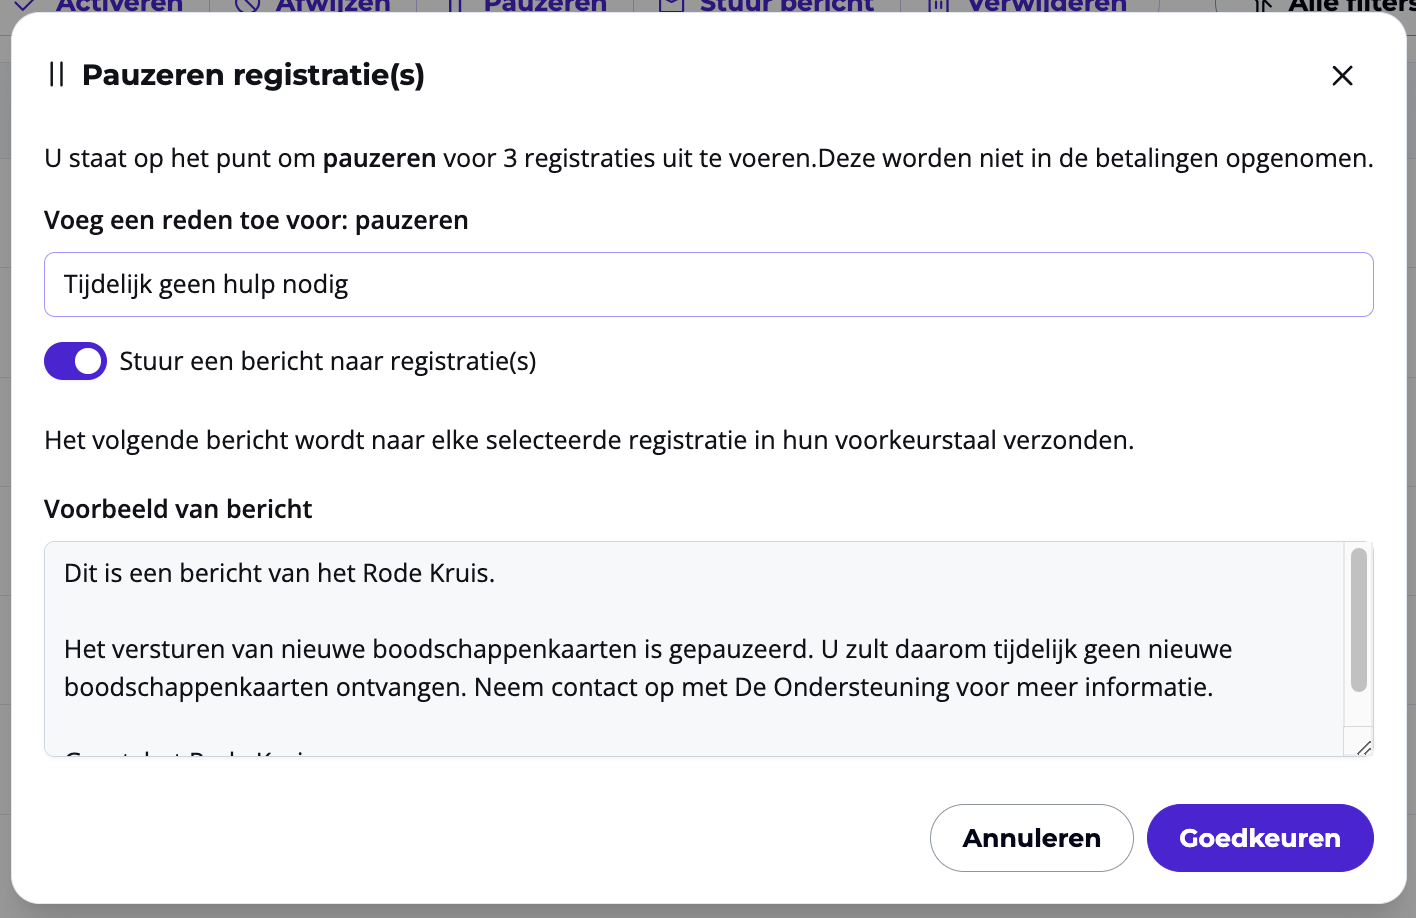 Activeren Afwijzen Pauzeren Stuur bericht Verwijderen Alle filters
Pauzeren registratie(s)
U staat op het punt om pauzeren voor 3 registraties uit te voeren.Deze worden niet in de betalingen opgenomen.
Voeg een reden toe voor: pauzeren
Tijdelijk geen hulp nodig
Stuur een bericht naar registratie(s)
Het volgende bericht wordt naar elke selecteerde registratie in hun voorkeurstaal verzonden.
Voorbeeld van bericht
Dit is een bericht van het Rode Kruis.
Het versturen van nieuwe boodschappenkaarten is gepauzeerd. U zult daarom tijdelijk geen nieuwe
boodschappenkaarten ontvangen. Neem contact op met De Ondersteuning voor meer informatie.
Annuleren Goedkeuren